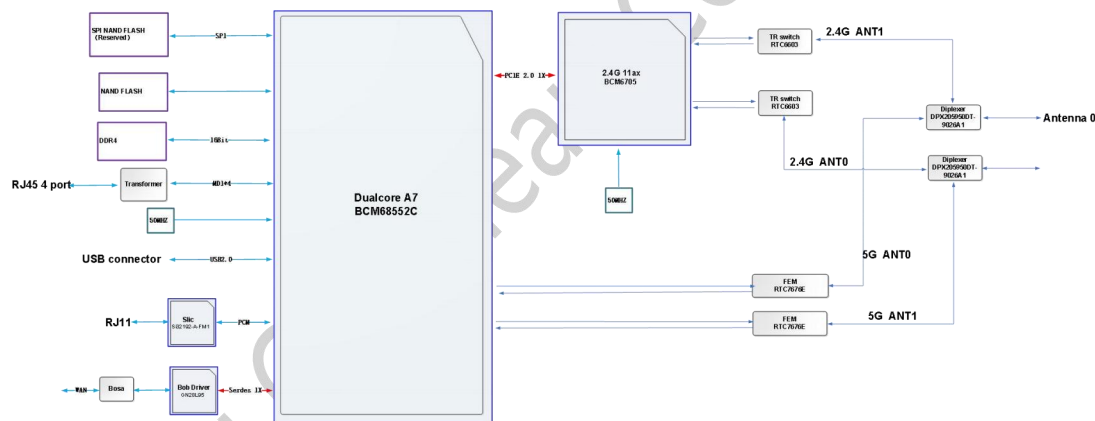 SPI NAND FLASH
(Reserved)
SPI
NAND FLASH
DDR4
16Bit
RJ45 4 port
Transformer
MDI*4
50MHZ
USB connector
USB2.0
RJ11
Slic
PCM
WAN
Bosa
Bob Driver
Serdes 1X
Dualcore A7
BCM68552C
PCIE 2.0 1X
2.4G 11ax
BCM6705
50MHZ
TR switch
RTC6603
2.4G ANT1
TR switch
RTC6603
2.4G ANT0
Diplexer
DPX205950DT-
9026A1
Antenna 0
Diplexer
DPX205950DT-
9026A1
5G ANT0
FEM
RTC7676E
5G ANT1
FEM
RTC7676E